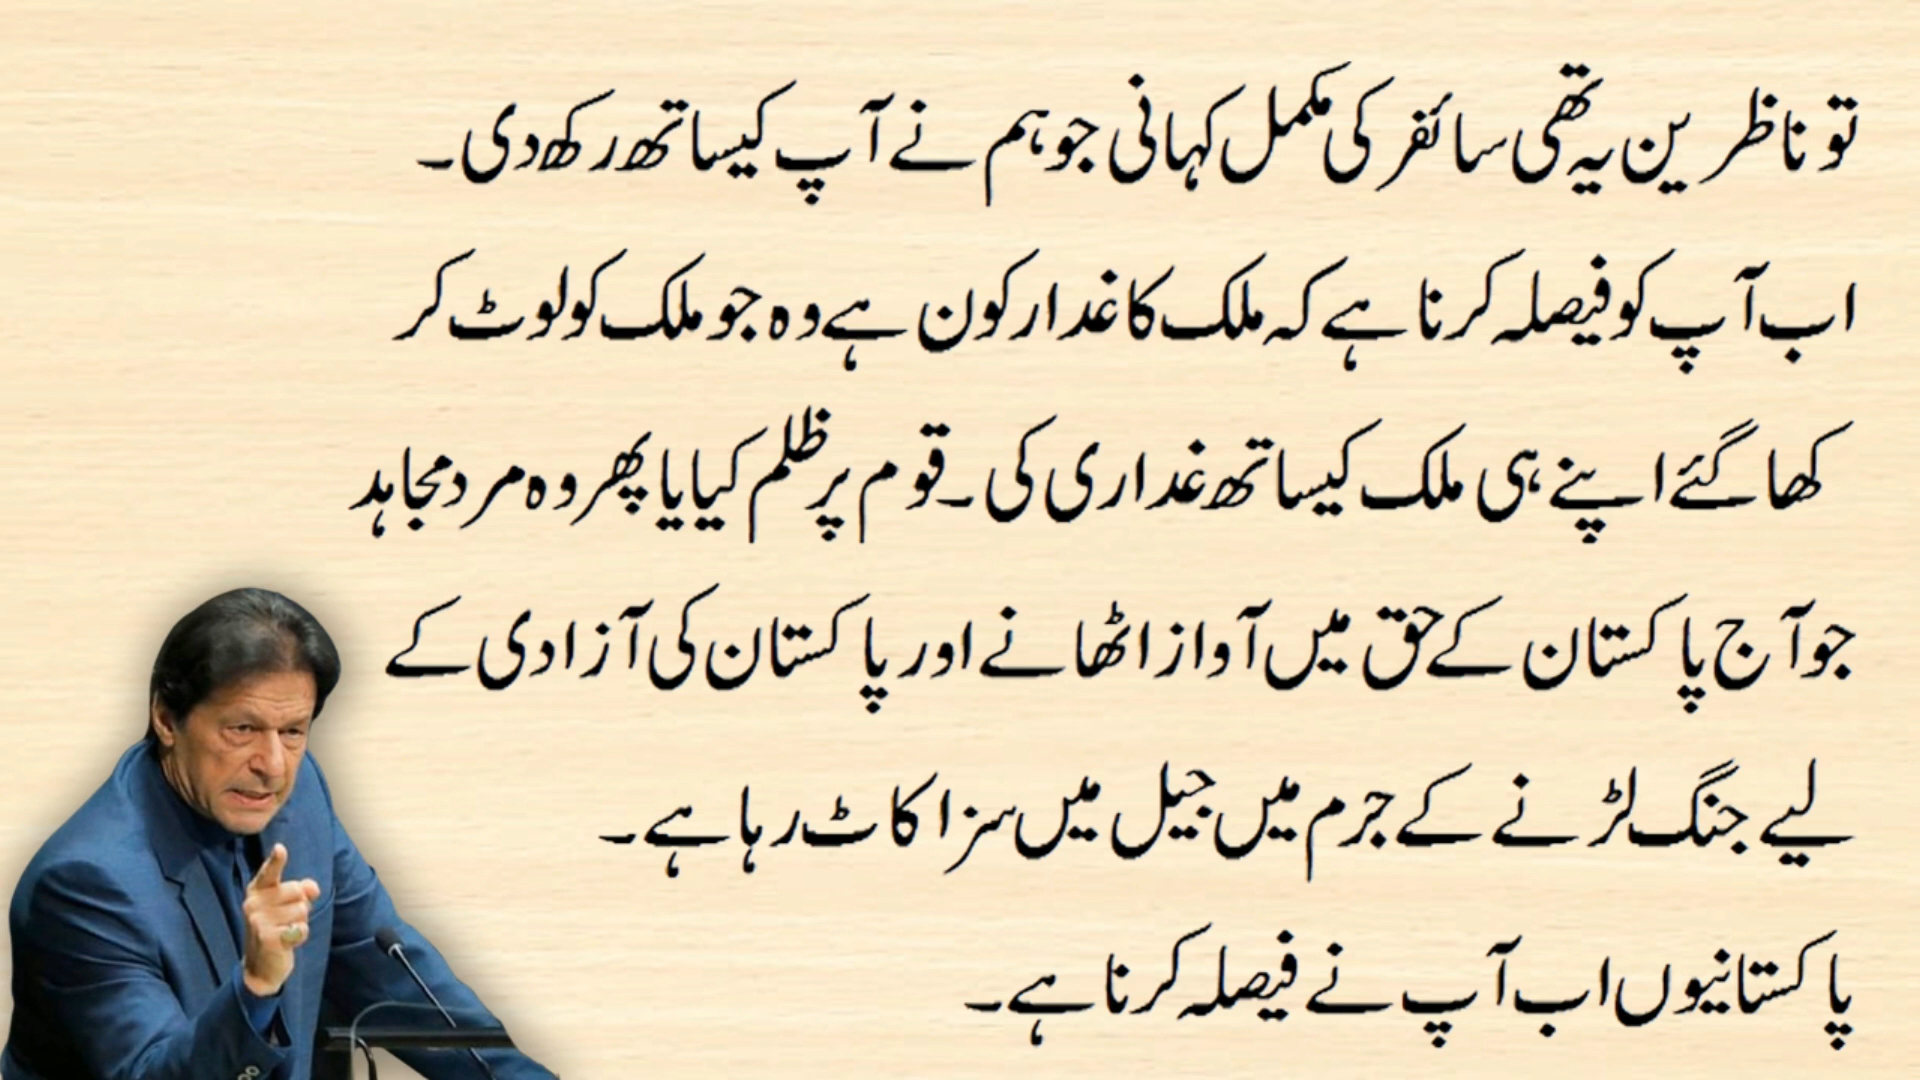 تو ناظرین یہ تھی سائفر کی مکمل کہانی جو ہم نے آپ کیساتھ رکھ دی۔
اب آپ کو فیصلہ کرنا ہے کہ ملک کا غدار کون ہے وہ جو ملک کو لوٹ کر
کھا گئے اپنے ہی ملک کیساتھ غداری کی۔ قوم پر ظلم کیا یا پھر وہ مرد مجاہد
جو آج پاکستان کے حق میں آواز اٹھانے اور پاکستان کی آزادی کے
لیے جنگ لڑنے کے جرم میں جیل میں سزا کاٹ رہا ہے۔
پاکستانیوں اب آپ نے فیصلہ کرنا ہے۔